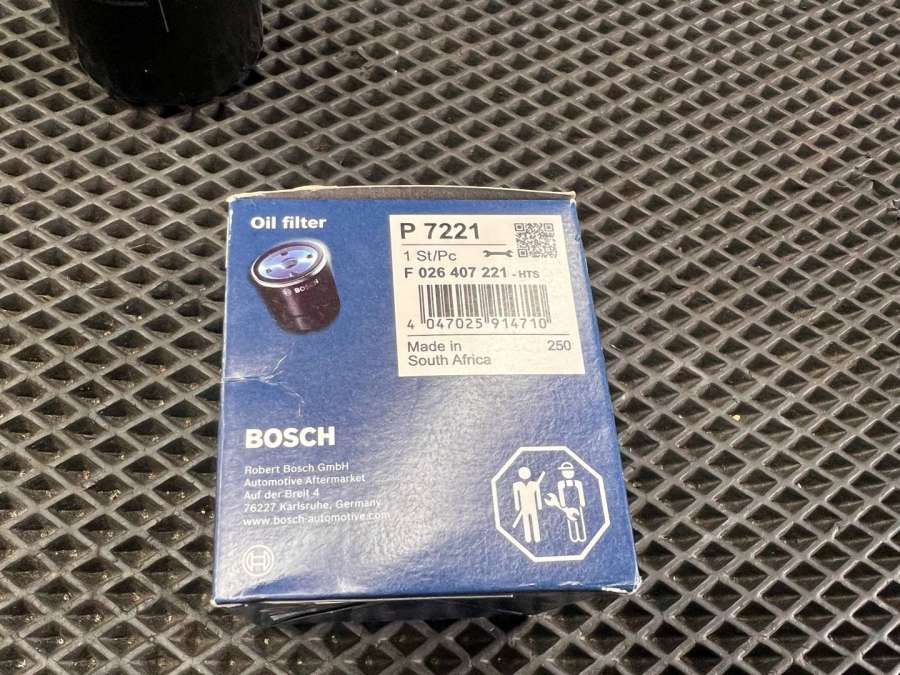 Oil filter
BOSCH
P 7221
1 St/Pc
F 026 407 221 - HTS
4 047025 914710
Made in 250
South Africa
BOSCH
Robert Bosch GmbH
Automotive Aftermarket
Auf der Breit 4
76227 Karlsruhe, Germany
www.bosch-automotive.com